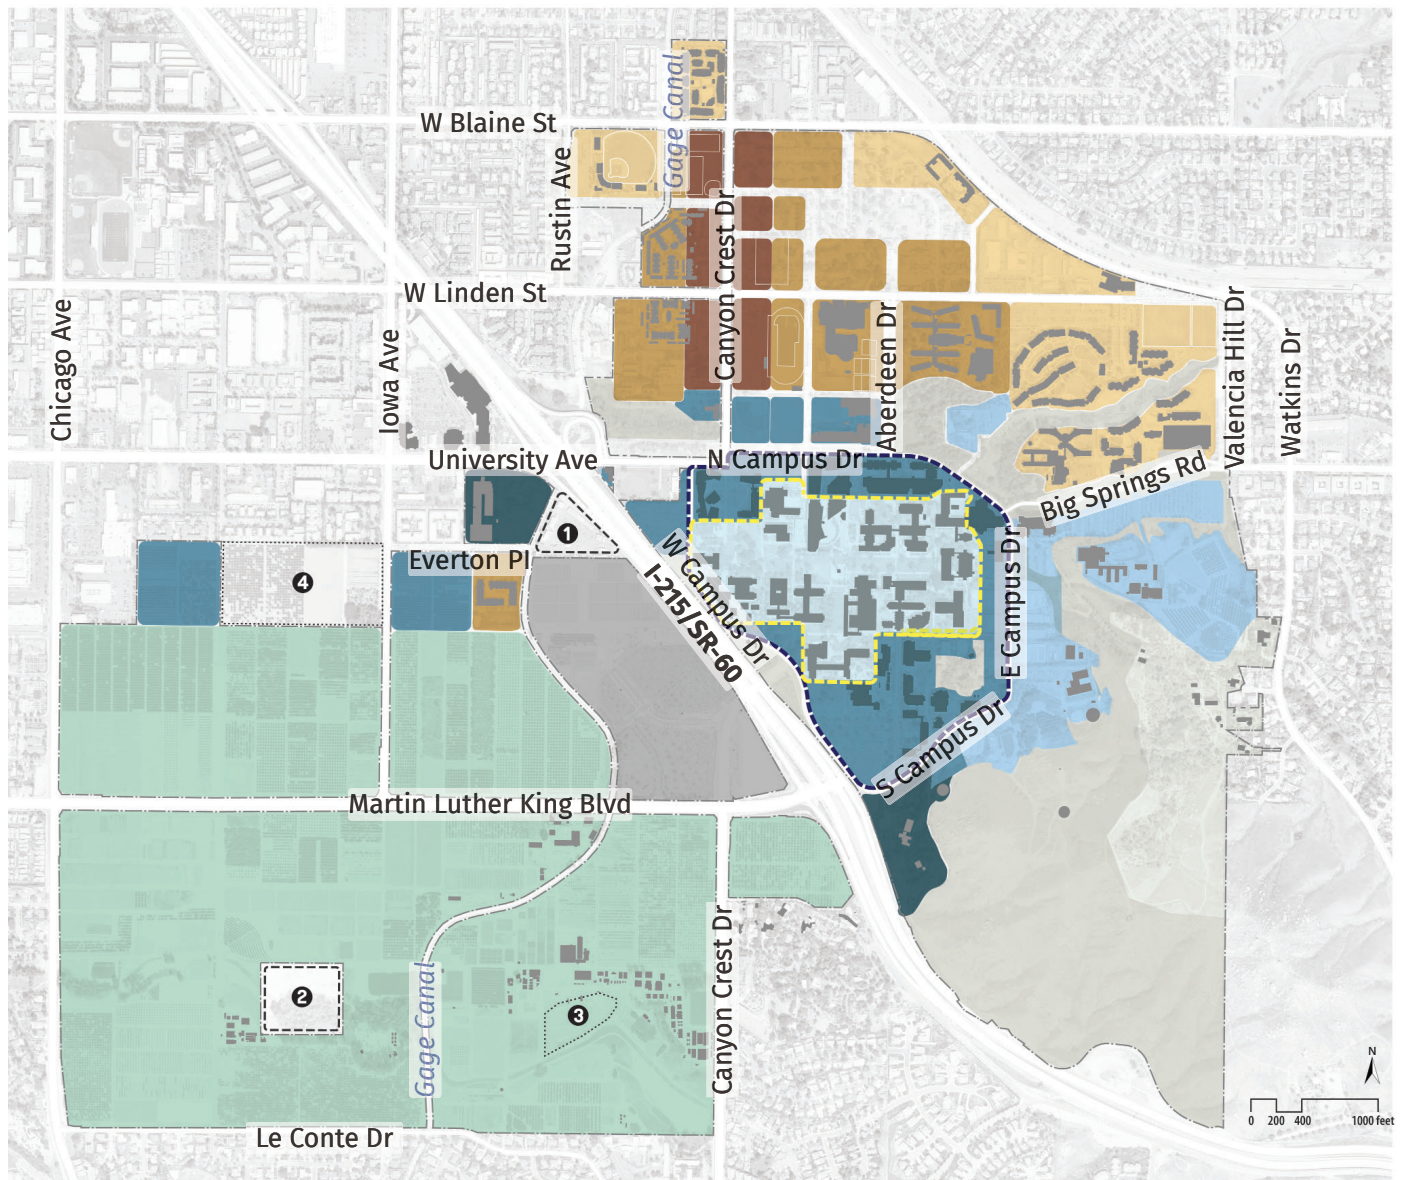 Gage Canal
W Blaine St
Rustin Ave
Canyon Crest Dr
W Linden St
Chicago Ave
Iowa Ave
Aberdeen Dr
Valencia Hill Dr
Watkins Dr
University Ave
N Campus Dr
Big Springs Rd
1
Everton Pl
W Campus Dr
I-215/SR-60
E Campus Dr
4
S Campus Dr
Martin Luther King Blvd
Canyon Crest Dr
Gage Canal
2
3
Le Conte Dr
N
0 200 400 1000 feet